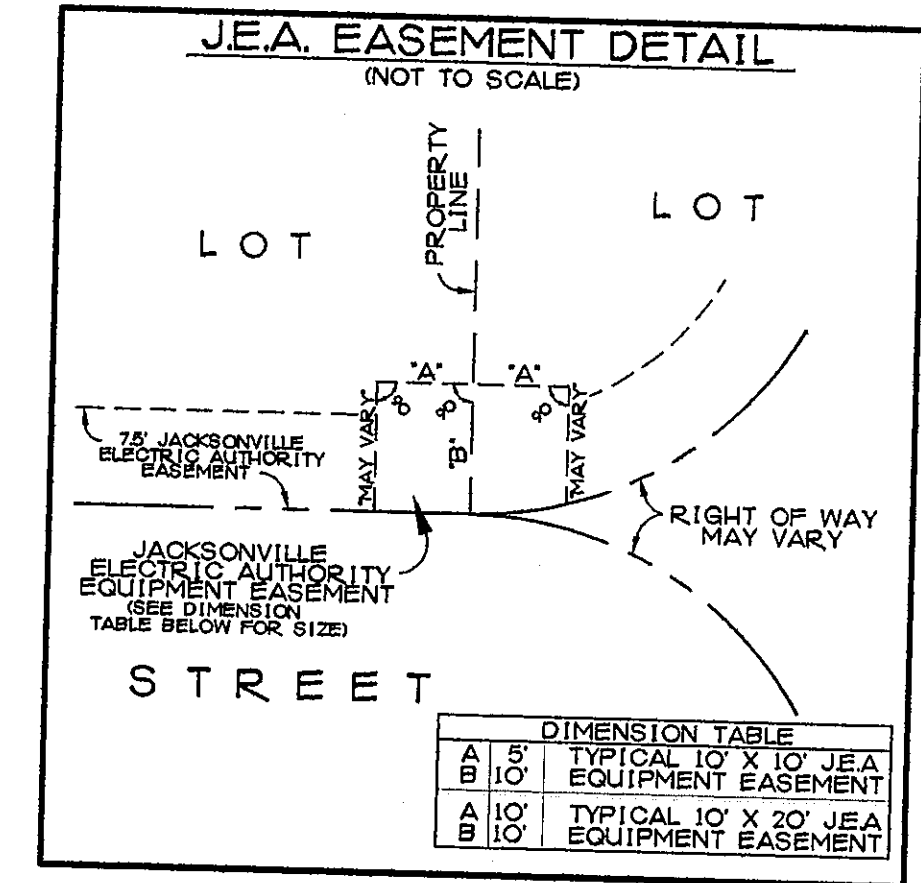 J.E.A. EASEMENT DETAIL
(NOT TO SCALE)
PROPERTY
LINE
LOT
LOT
"A"
"A"
90
90
90
"B"
MAY VARY
MAY VARY
7.5' JACKSONVILLE
ELECTRIC AUTHORITY
EASEMENT
RIGHT OF WAY
MAY VARY
JACKSONVILLE
ELECTRIC AUTHORITY
EQUIPMENT EASEMENT
(SEE DIMENSION
TABLE BELOW FOR SIZE)
STREET
DIMENSION TABLE
A 5' TYPICAL 10' X 10' J.E.A
B 10' EQUIPMENT EASEMENT
A 10' TYPICAL 10' X 20' J.E.A
B 10' EQUIPMENT EASEMENT